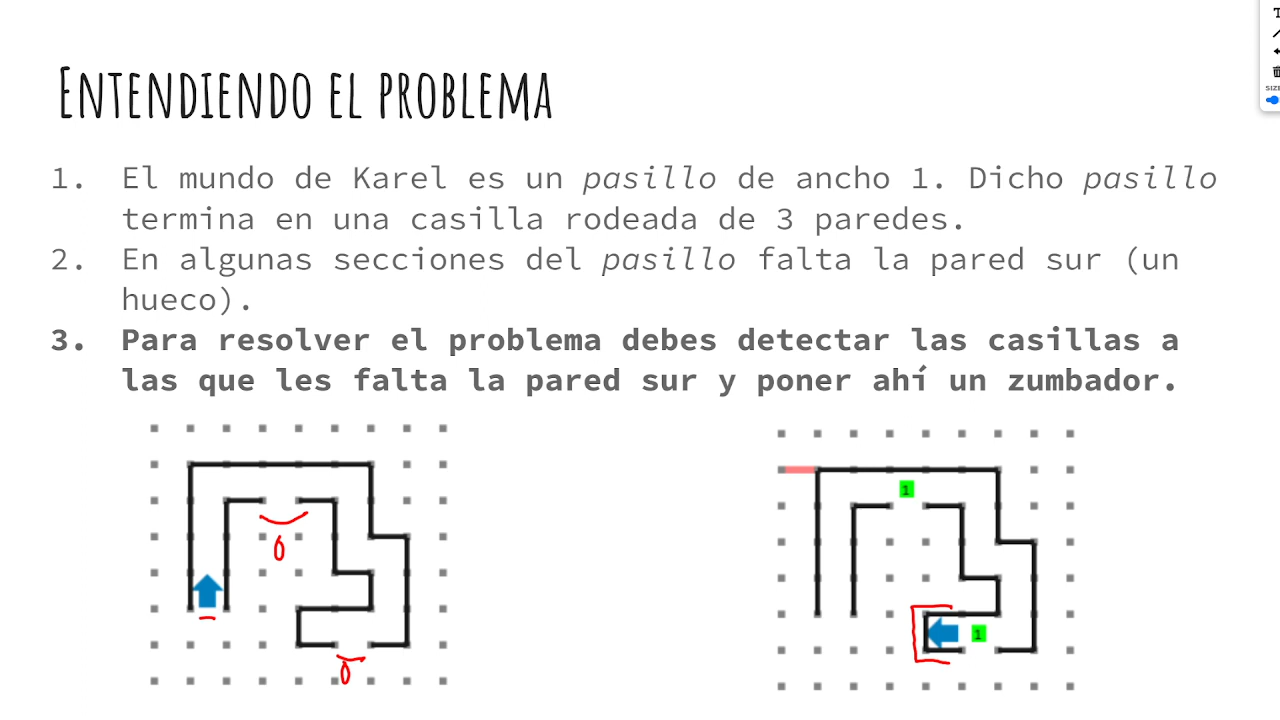 ENTENDIENDO EL PROBLEMA
1. El mundo de Karel es un pasillo de ancho 1. Dicho pasillo
termina en una casilla rodeada de 3 paredes.
2. En algunas secciones del pasillo falta la pared sur (un
hueco).
3. Para resolver el problema debes detectar las casillas a
las que les falta la pared sur y poner ahí un zumbador.
1
1